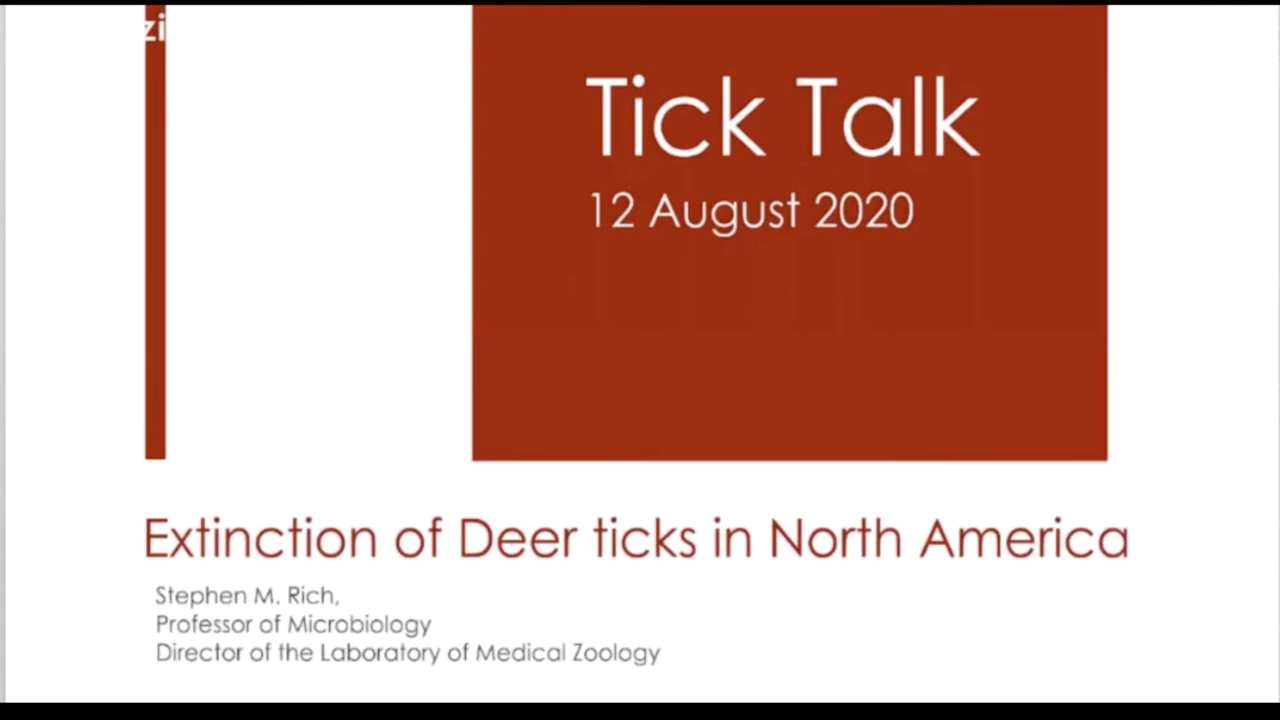 zi
Tick Talk
12 August 2020
Extinction of Deer ticks in North America
Stephen M. Rich,
Professor of Microbiology
Director of the Laboratory of Medical Zoology